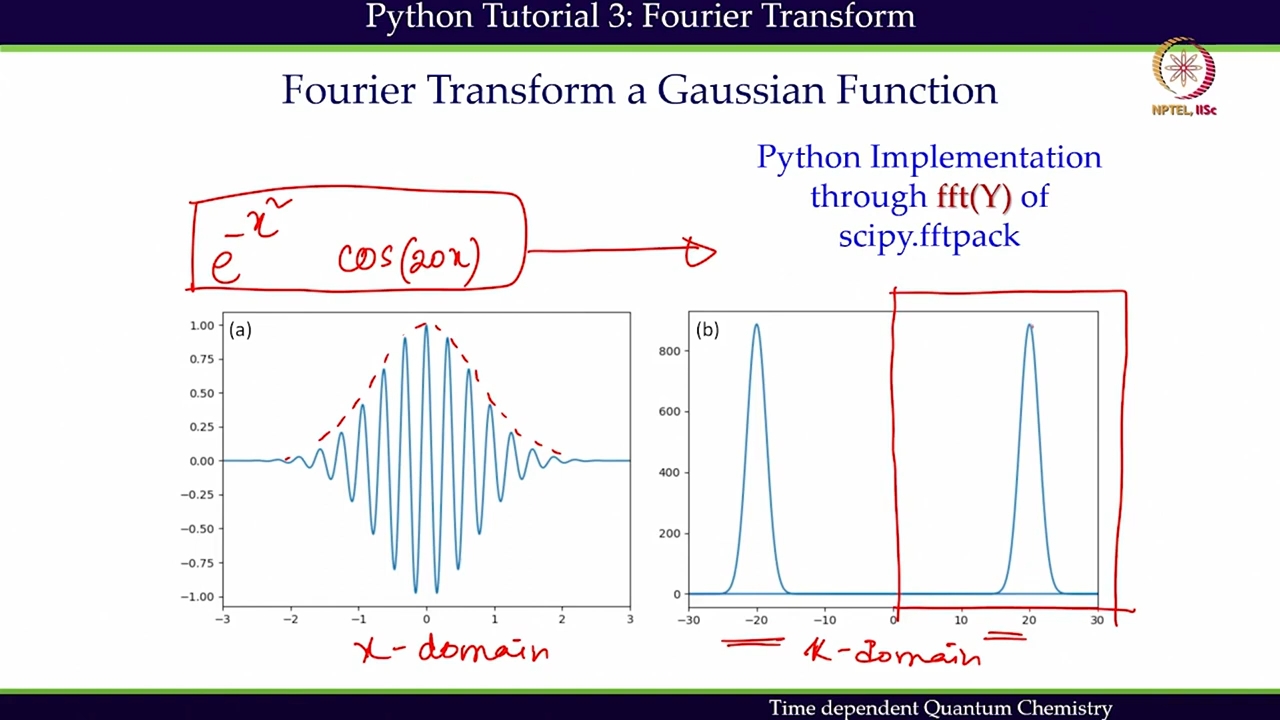 Python Tutorial 3: Fourier Transform
Fourier Transform a Gaussian Function
NPTEL, IISc
Python Implementation
through fft(Y) of
scipy.fftpack
e^-x^2 cos(20x)
(a)
1.00
0.75
0.50
0.25
0.00
−0.25
−0.50
−0.75
−1.00
−3 −2 −1 0 1 2 3
x-domain
(b)
800
600
400
200
0
−30 −20 −10 0 10 20 30
k-domain
Time dependent Quantum Chemistry